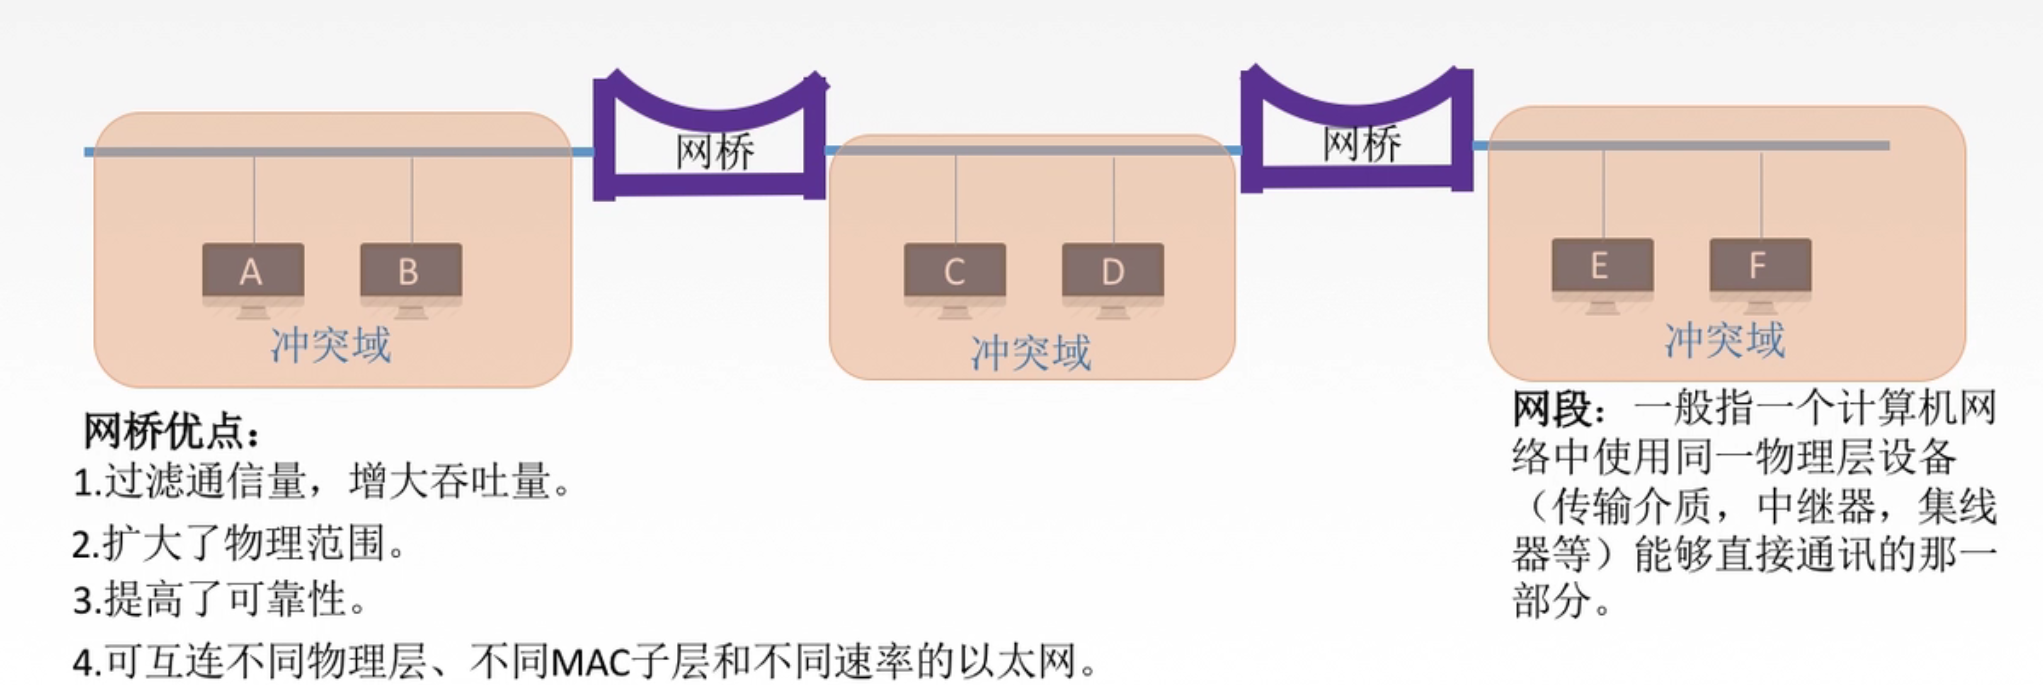 网桥
网桥
A
B
C
D
E
F
冲突域
冲突域
冲突域
网桥优点：
1.过滤通信量，增大吞吐量。
2.扩大了物理范围。
3.提高了可靠性。
4.可互连不同物理层、不同MAC子层和不同速率的以太网。
网段：一般指一个计算机网
络中使用同一物理层设备
（传输介质，中继器，集线
器等）能够直接通讯的那一
部分。